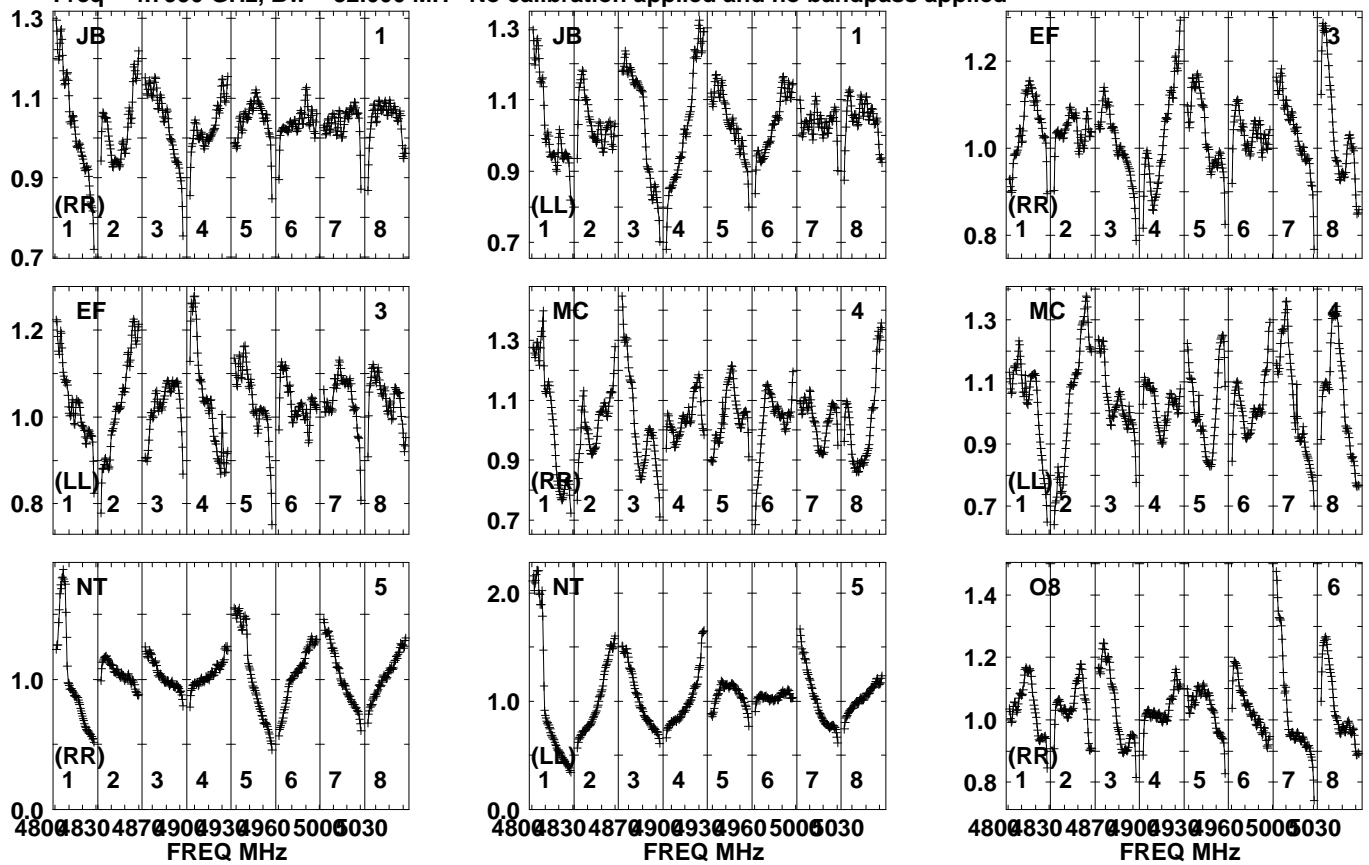 No calibration applied and no bandpass applied
JB 1
JB 1
EF 3
1.3 1.3 1.2
1.1 1.1 1.0
0.9 0.9 0.8
0.7 0.7
(RR) (LL) (RR)
1 2 3 4 5 6 7 8
1 2 3 4 5 6 7 8
1 2 3 4 5 6 7 8
EF 3
MC 4
MC 4
1.2 1.3 1.3
1.0 1.1 1.1
0.8 0.9 0.9
0.7 0.7
(LL) (RR) (LL)
1 2 3 4 5 6 7 8
1 2 3 4 5 6 7 8
1 2 3 4 5 6 7 8
NT 5
NT 5
O8 6
1.0 2.0 1.4
0.0 1.0 1.2
0.0 1.0
0.8
(RR) (LL) (RR)
1 2 3 4 5 6 7 8
1 2 3 4 5 6 7 8
1 2 3 4 5 6 7 8
4800 4830 4870 4900 4930 4960 5000 5030
4800 4830 4870 4900 4930 4960 5000 5030
4800 4830 4870 4900 4930 4960 5000 5030
FREQ MHz FREQ MHz FREQ MHz